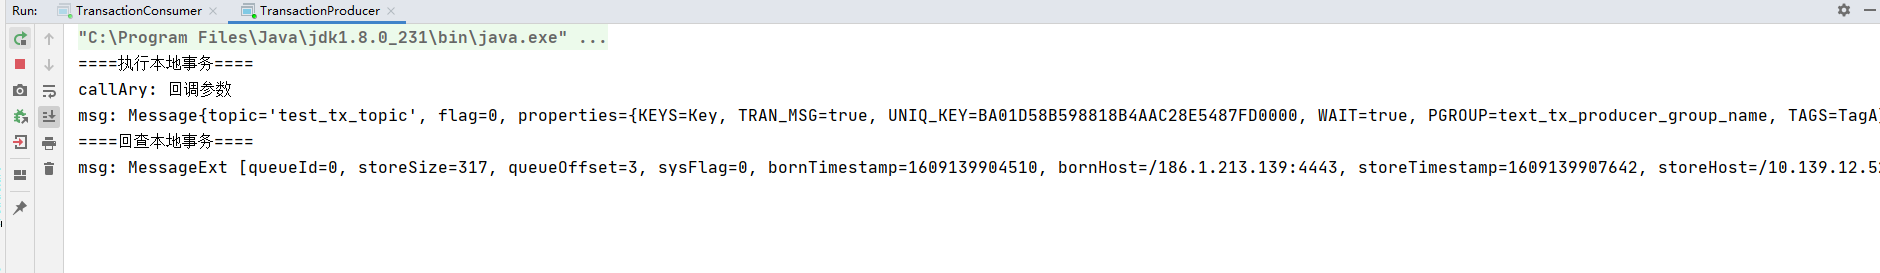 Run: TransactionConsumer TransactionProducer
"C:\Program Files\Java\jdk1.8.0_231\bin\java.exe" ...
====执行本地事务====
callAry: 回调参数
msg: Message{topic='test_tx_topic', flag=0, properties={KEYS=Key, TRAN_MSG=true, UNIQ_KEY=BA01D58B598818B4AAC28E5487FD0000, WAIT=true, PGROUP=text_tx_producer_group_name, TAGS=TagA}
====回查本地事务====
msg: MessageExt [queueId=0, storeSize=317, queueOffset=3, sysFlag=0, bornTimestamp=1609139904510, bornHost=/186.1.213.139:4443, storeTimestamp=1609139907642, storeHost=/10.139.12.52